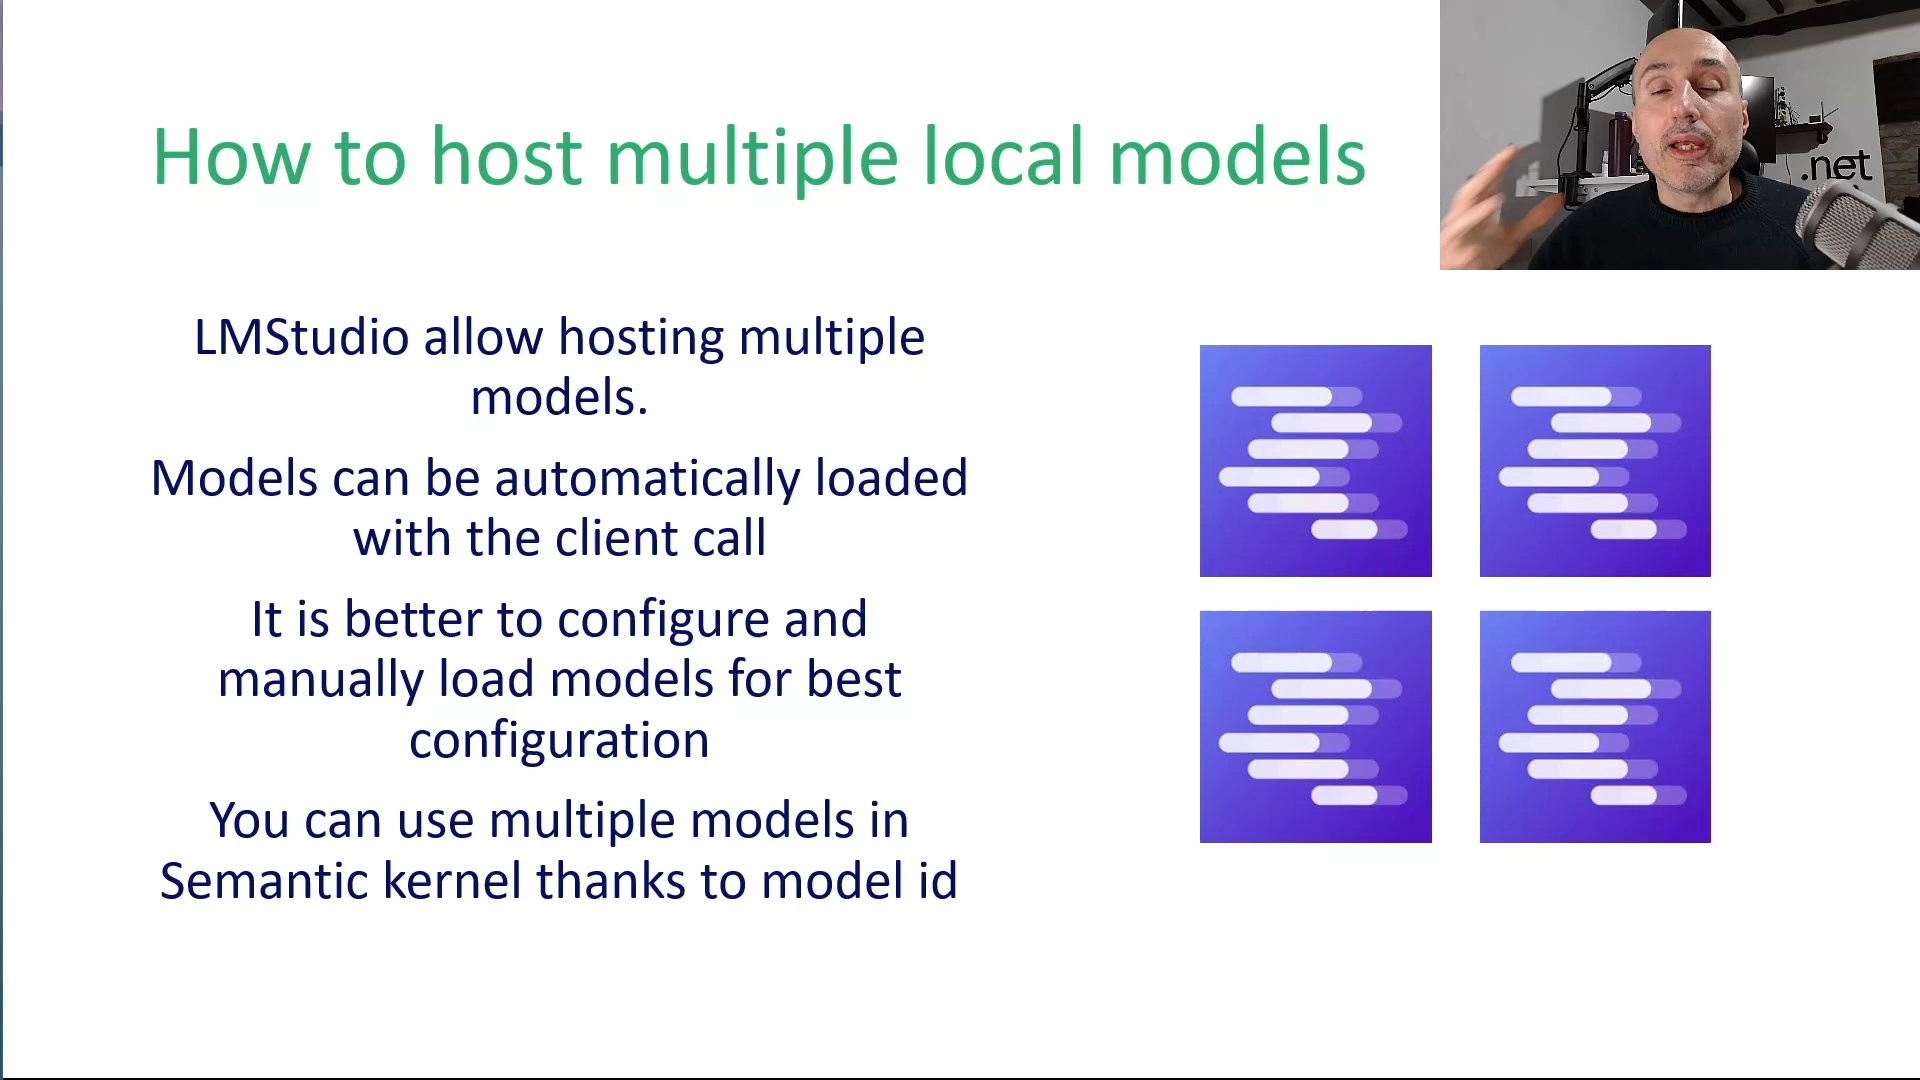 How to host multiple local models
.net
LMStudio allow hosting multiple
models.
Models can be automatically loaded
with the client call
It is better to configure and
manually load models for best
configuration
You can use multiple models in
Semantic kernel thanks to model id